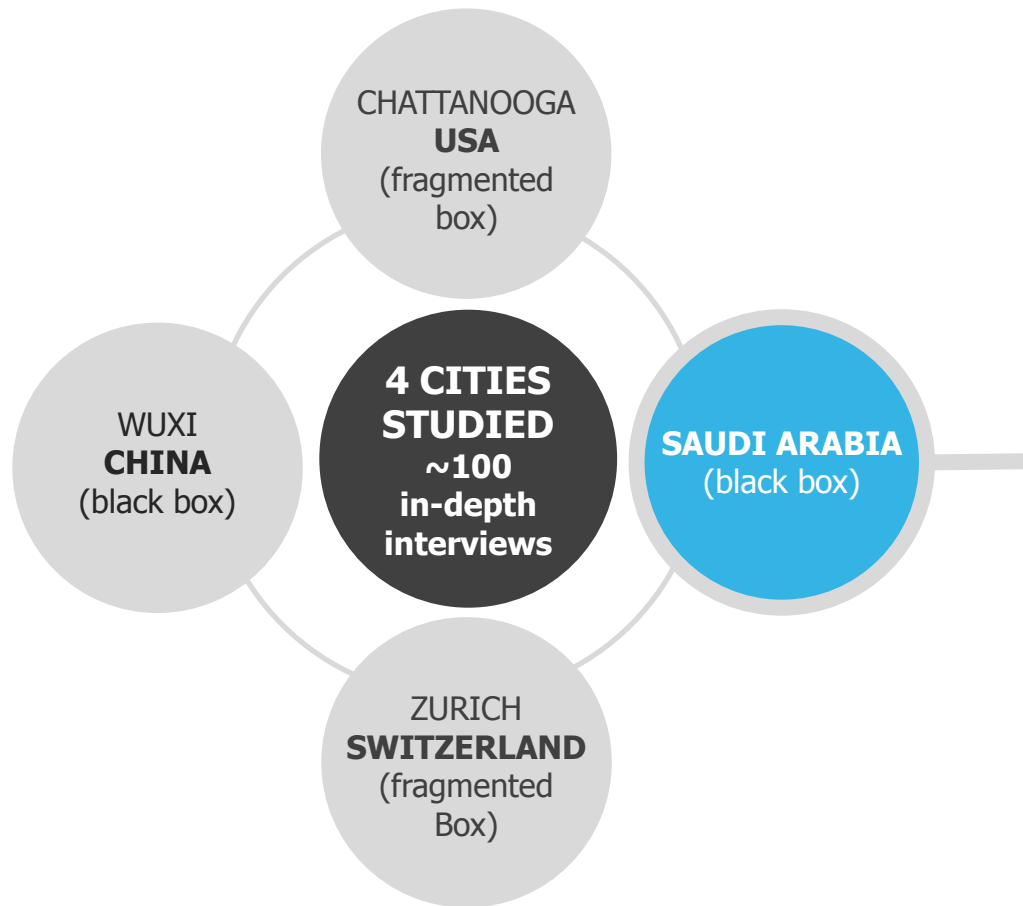 CHATTANOOGA
USA
(fragmented
box)
4 CITIES
STUDIED
~100
in-depth
interviews
WUXI
CHINA
(black box)
SAUDI ARABIA
(black box)
ZURICH
SWITZERLAND
(fragmented
Box)